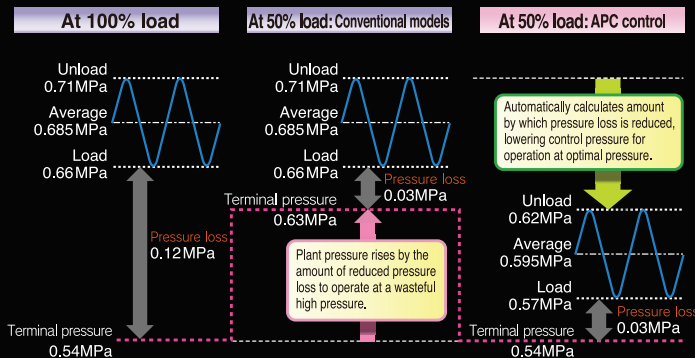 At 100% load
Unload
0.71MPa
Average
0.685MPa
Load
0.66MPa
Pressure loss
0.12MPa
Terminal pressure
0.54MPa
At 50% load: Conventional models
Unload
0.71MPa
Average
0.685MPa
Load
0.66MPa
Pressure loss
0.03MPa
Terminal pressure
0.63MPa
Plant pressure rises by the
amount of reduced pressure
loss to operate at a wasteful
high pressure.
At 50% load: APC control
Automatically calculates amount
by which pressure loss is reduced,
lowering control pressure for
operation at optimal pressure.
Unload
0.62MPa
Average
0.595MPa
Load
0.57MPa
Pressure loss
0.03MPa
Terminal pressure
0.54MPa